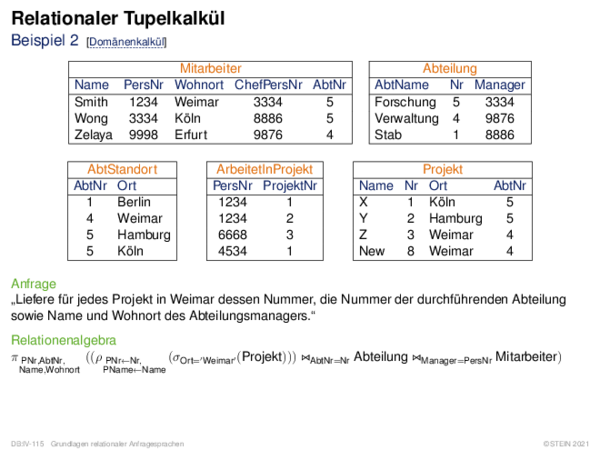 Relationaler Tupelkalkül
Beispiel 2 [Domänenkalkül]
Mitarbeiter
Name PersNr Wohnort ChefPersNr AbtNr
Smith 1234 Weimar 3334 5
Wong 3334 Köln 8886 5
Zelaya 9998 Erfurt 9876 4
Abteilung
AbtName Nr Manager
Forschung 5 3334
Verwaltung 4 9876
Stab 1 8886
AbtStandort
AbtNr Ort
1 Berlin
4 Weimar
5 Hamburg
5 Köln
ArbeitetInProjekt
PersNr ProjektNr
1234 1
1234 2
6668 3
4534 1
Projekt
Name Nr Ort AbtNr
X 1 Köln 5
Y 2 Hamburg 5
Z 3 Weimar 4
New 8 Weimar 4
Anfrage
„Liefere für jedes Projekt in Weimar dessen Nummer, die Nummer der durchführenden Abteilung
sowie Name und Wohnort des Abteilungsmanagers.“
Relationenalgebra
π PNr,AbtNr, ((ρ PNr←Nr, (σOrt='Weimar'(Projekt))) ⋈AbtNr=Nr Abteilung ⋈Manager=PersNr Mitarbeiter)
Name,Wohnort PName←Name
DB:IV-115 Grundlagen relationaler Anfragesprachen ©STEIN 2021